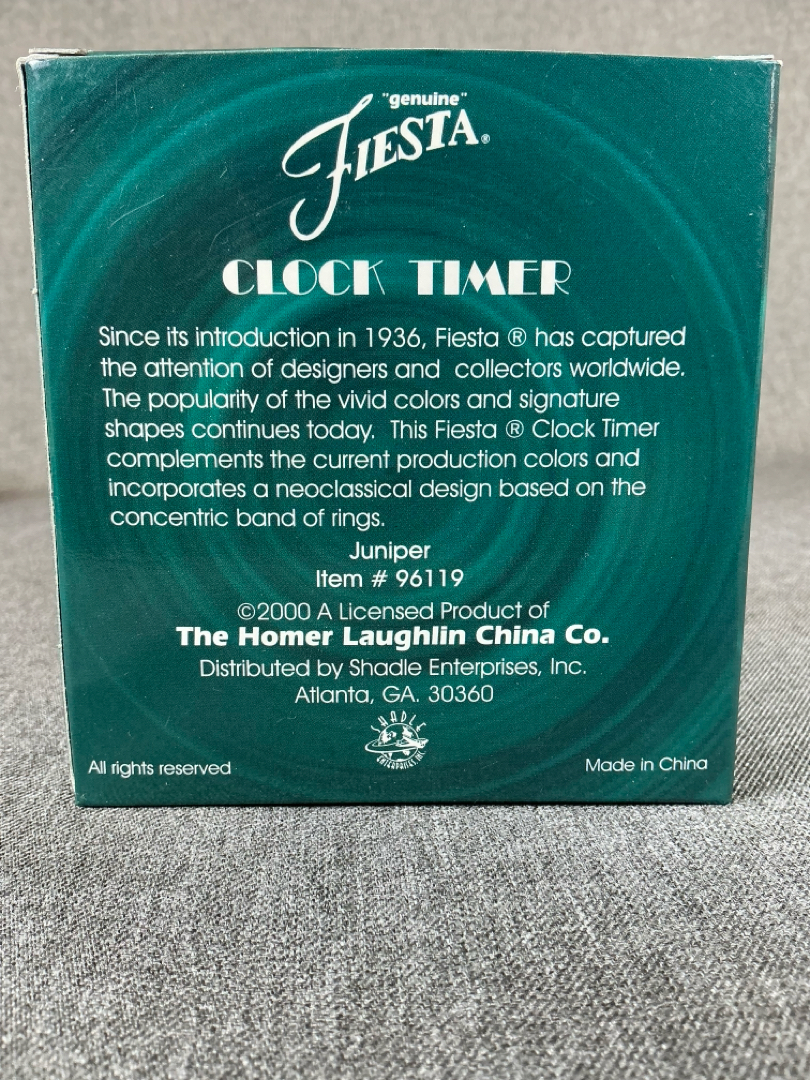 "genuine"
FIESTA®
CLOCK TIMER
Since its introduction in 1936, Fiesta ® has captured
the attention of designers and collectors worldwide.
The popularity of the vivid colors and signature
shapes continues today. This Fiesta ® Clock Timer
complements the current production colors and
incorporates a neoclassical design based on the
concentric band of rings.
Juniper
Item # 96119
©2000 A Licensed Product of
The Homer Laughlin China Co.
Distributed by Shadle Enterprises, Inc.
Atlanta, GA. 30360
SHADLE
ENTERPRISES, INC.
All rights reserved
Made in China